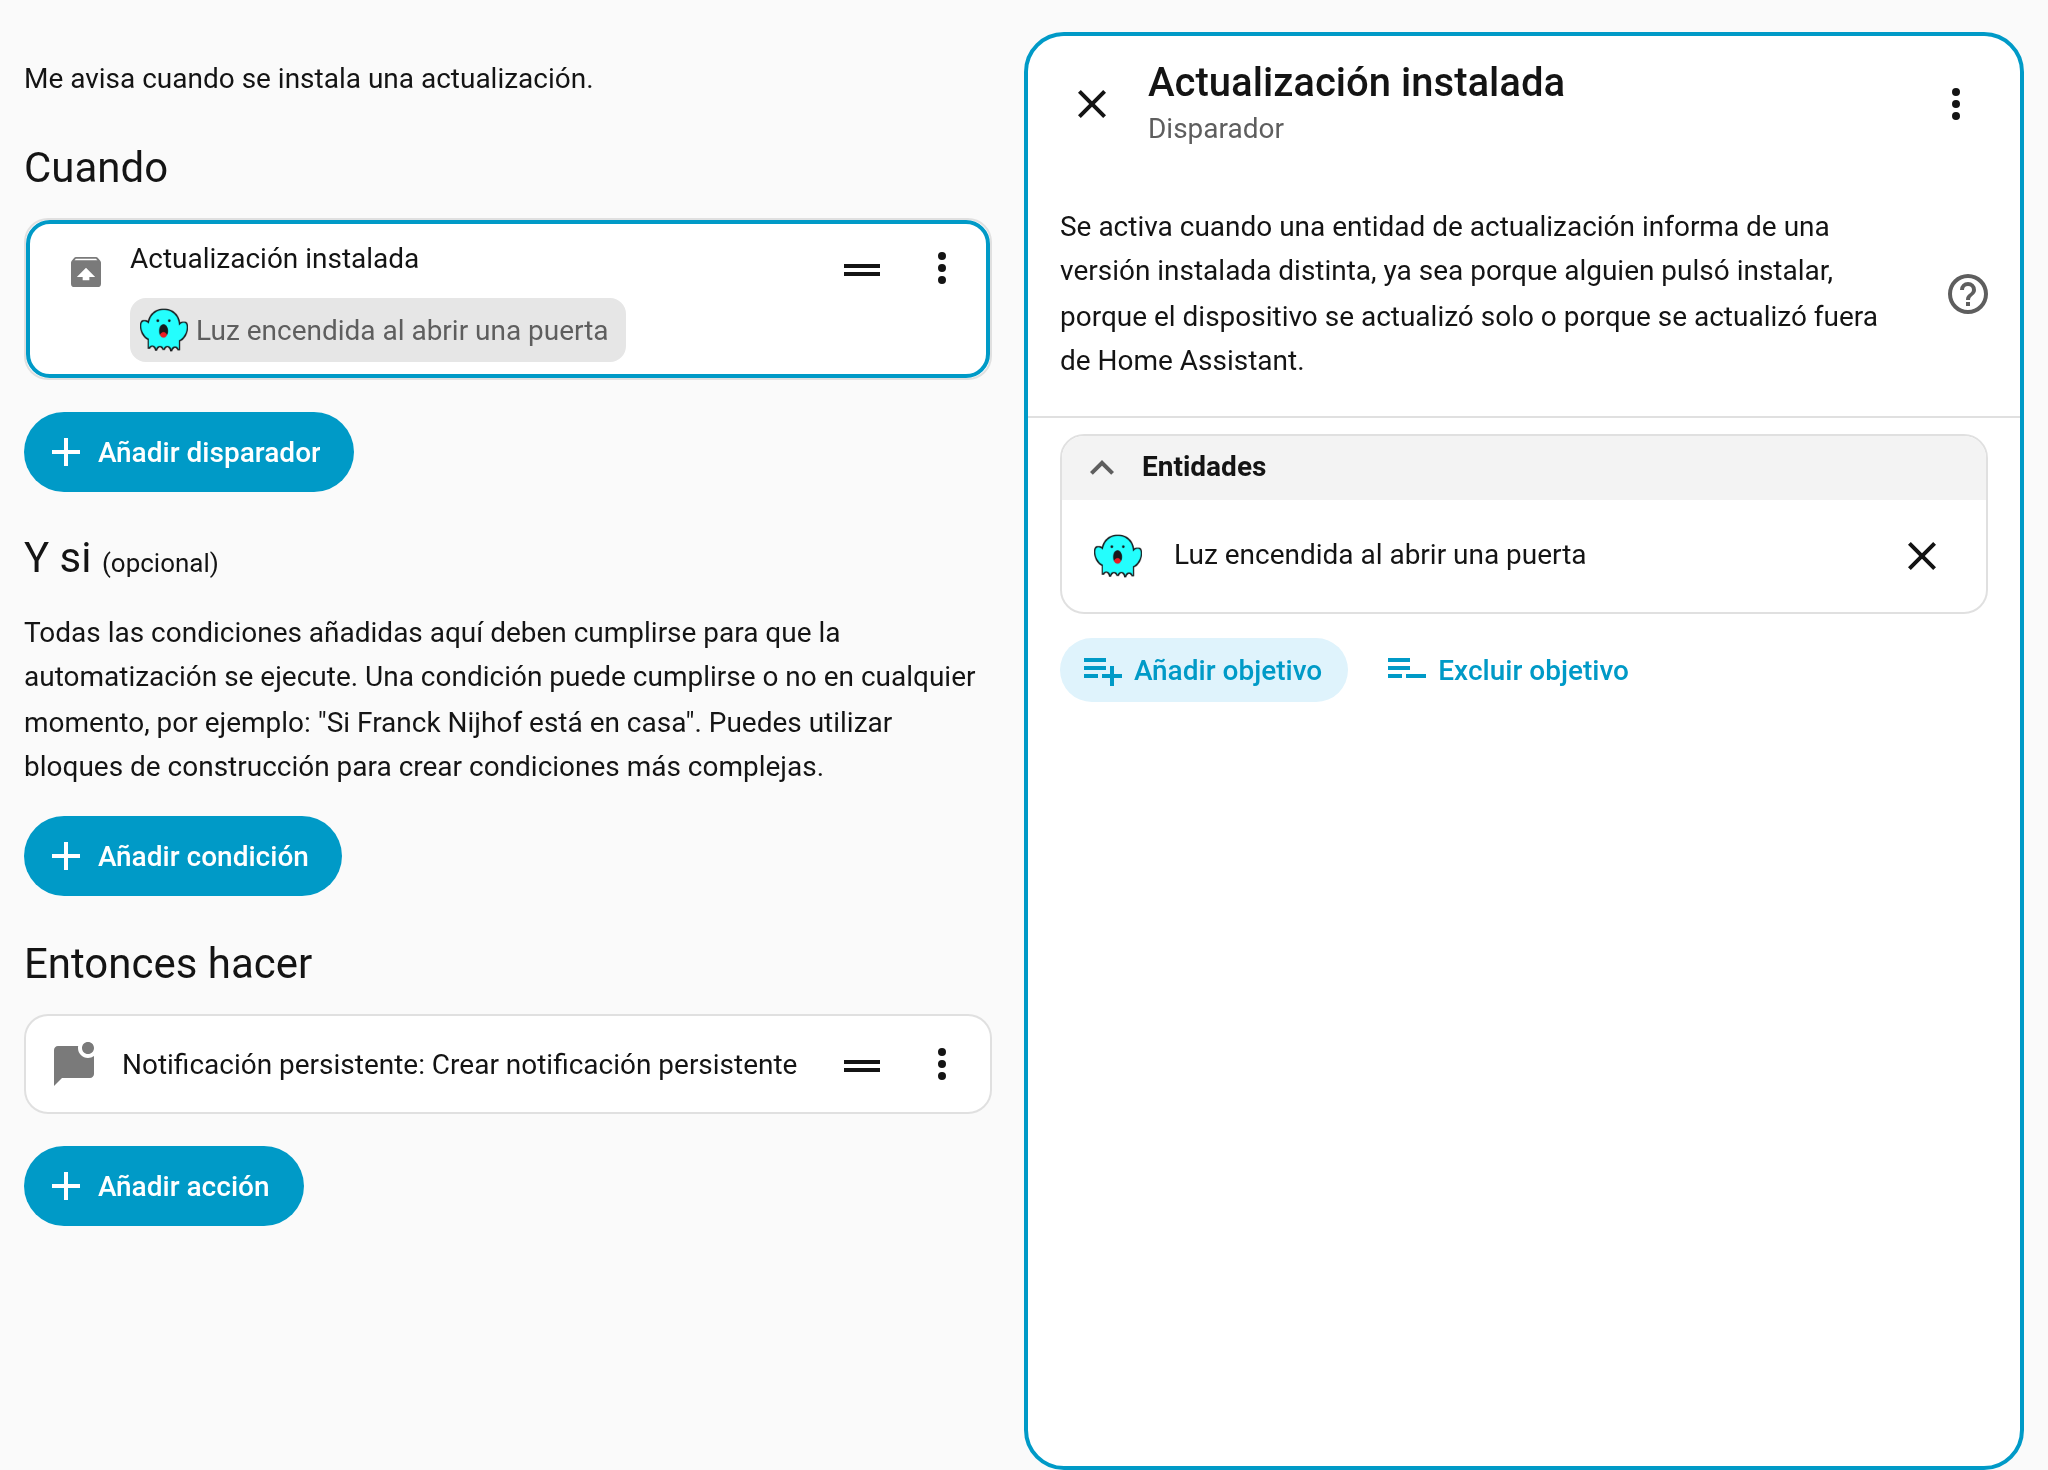 Me avisa cuando se instala una actualización.
Cuando
Actualización instalada
Luz encendida al abrir una puerta
Añadir disparador
Y si (opcional)
Todas las condiciones añadidas aquí deben cumplirse para que la
automatización se ejecute. Una condición puede cumplirse o no en cualquier
momento, por ejemplo: "Si Franck Nijhof está en casa". Puedes utilizar
bloques de construcción para crear condiciones más complejas.
Añadir condición
Entonces hacer
Notificación persistente: Crear notificación persistente
Añadir acción
Actualización instalada
Disparador
Se activa cuando una entidad de actualización informa de una
versión instalada distinta, ya sea porque alguien pulsó instalar,
porque el dispositivo se actualizó solo o porque se actualizó fuera
de Home Assistant.
Entidades
Luz encendida al abrir una puerta
Añadir objetivo
Excluir objetivo